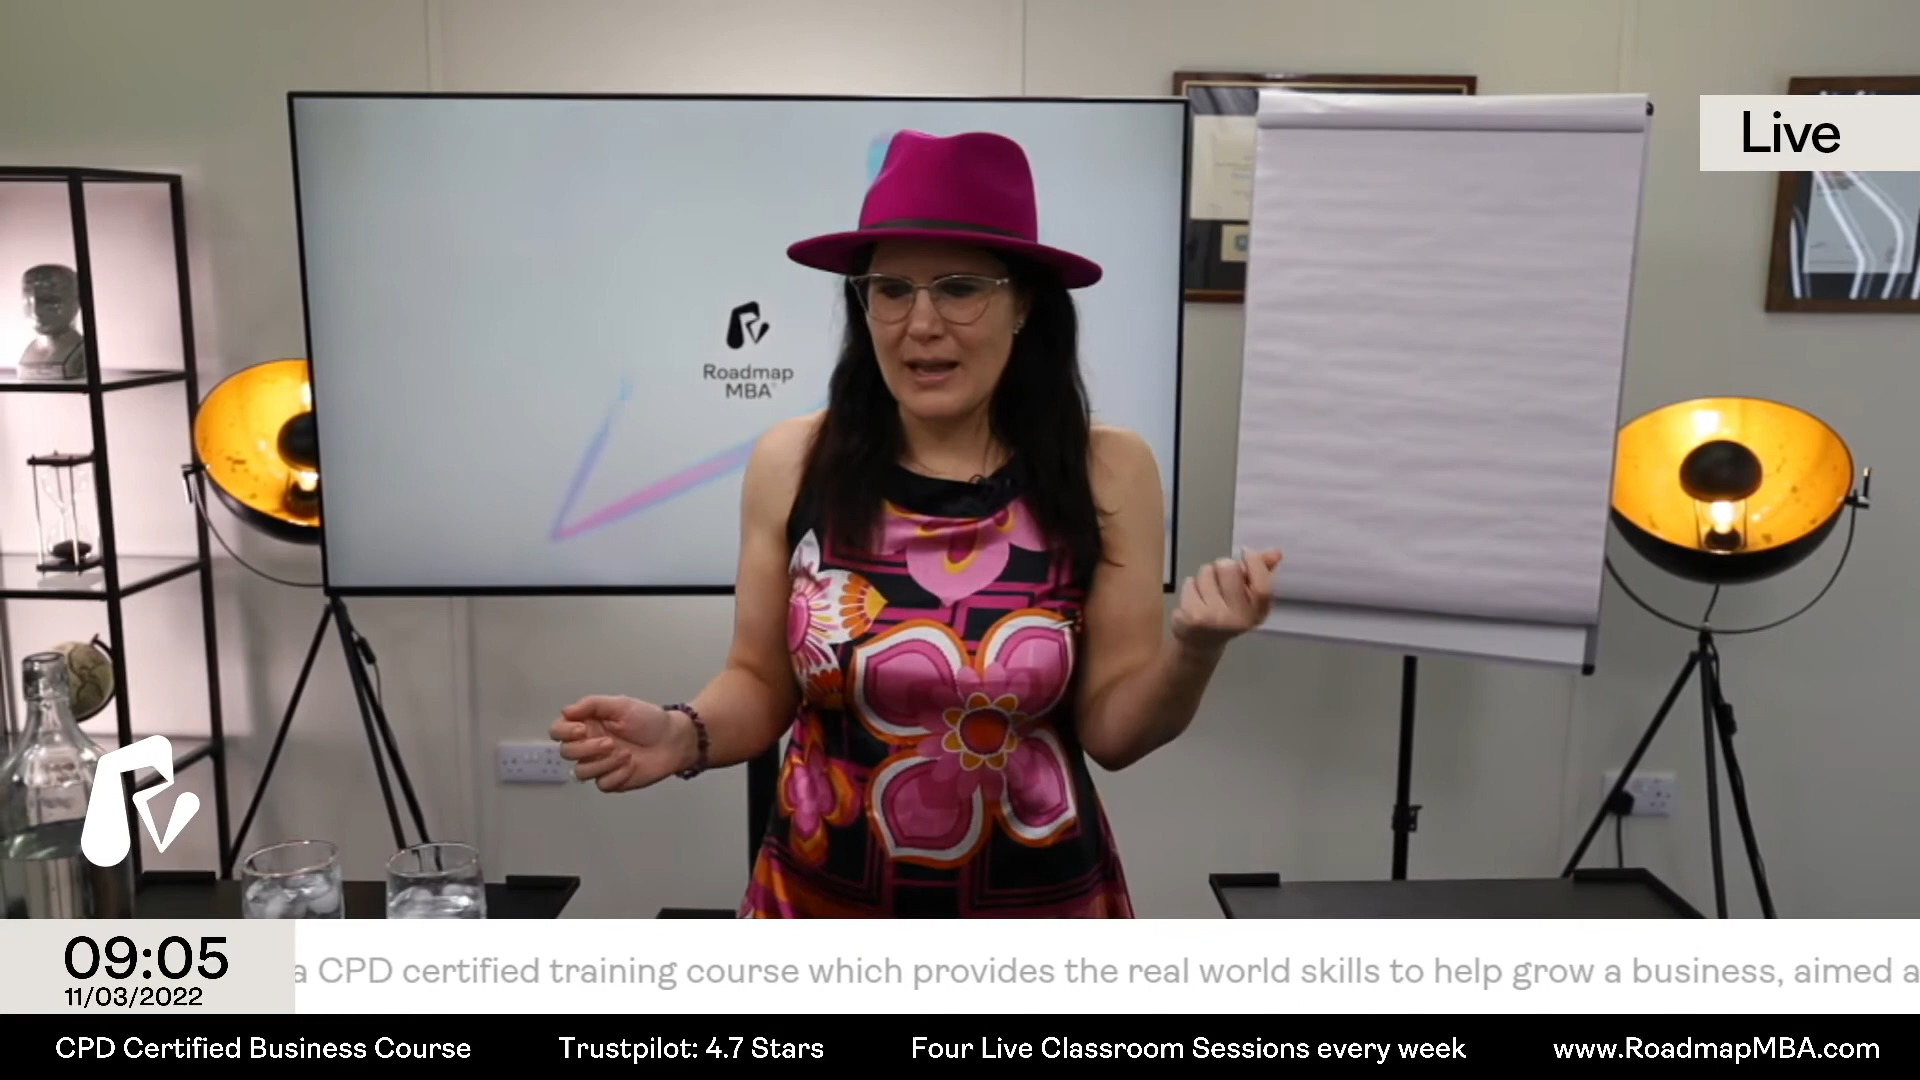 Live
Roadmap
MBA
09:05
11/03/2022
a CPD certified training course which provides the real world skills to help grow a business, aimed a
CPD Certified Business Course
Trustpilot: 4.7 Stars
Four Live Classroom Sessions every week
www.RoadmapMBA.com